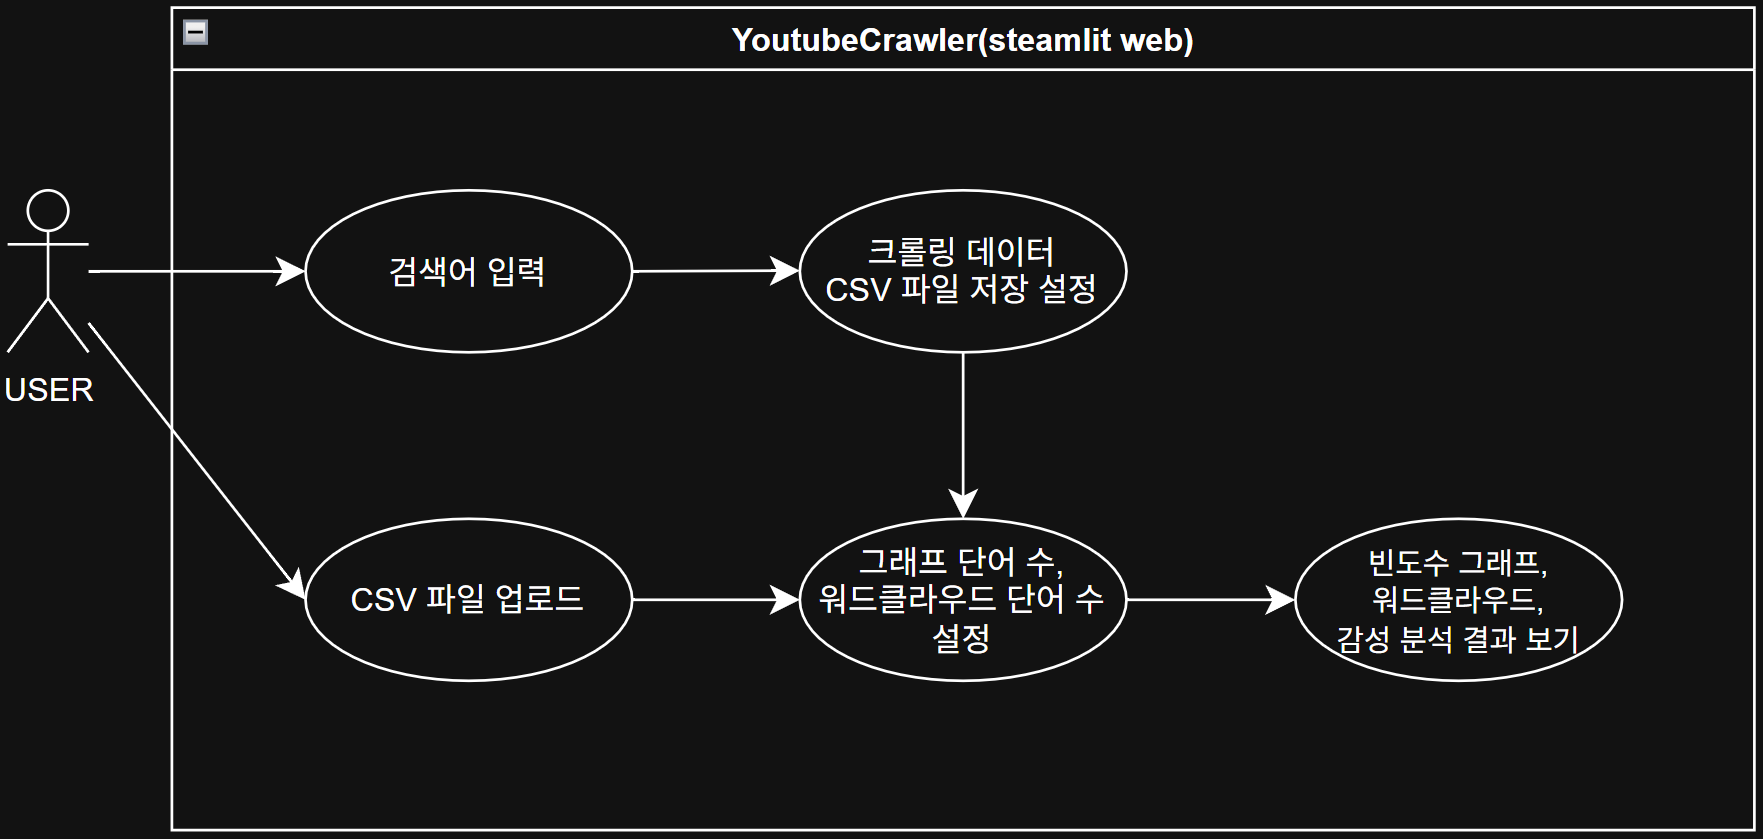 YoutubeCrawler(steamlit web)
USER
검색어 입력
크롤링 데이터
CSV 파일 저장 설정
CSV 파일 업로드
그래프 단어 수,
워드클라우드 단어 수
설정
빈도수 그래프,
워드클라우드,
감성 분석 결과 보기